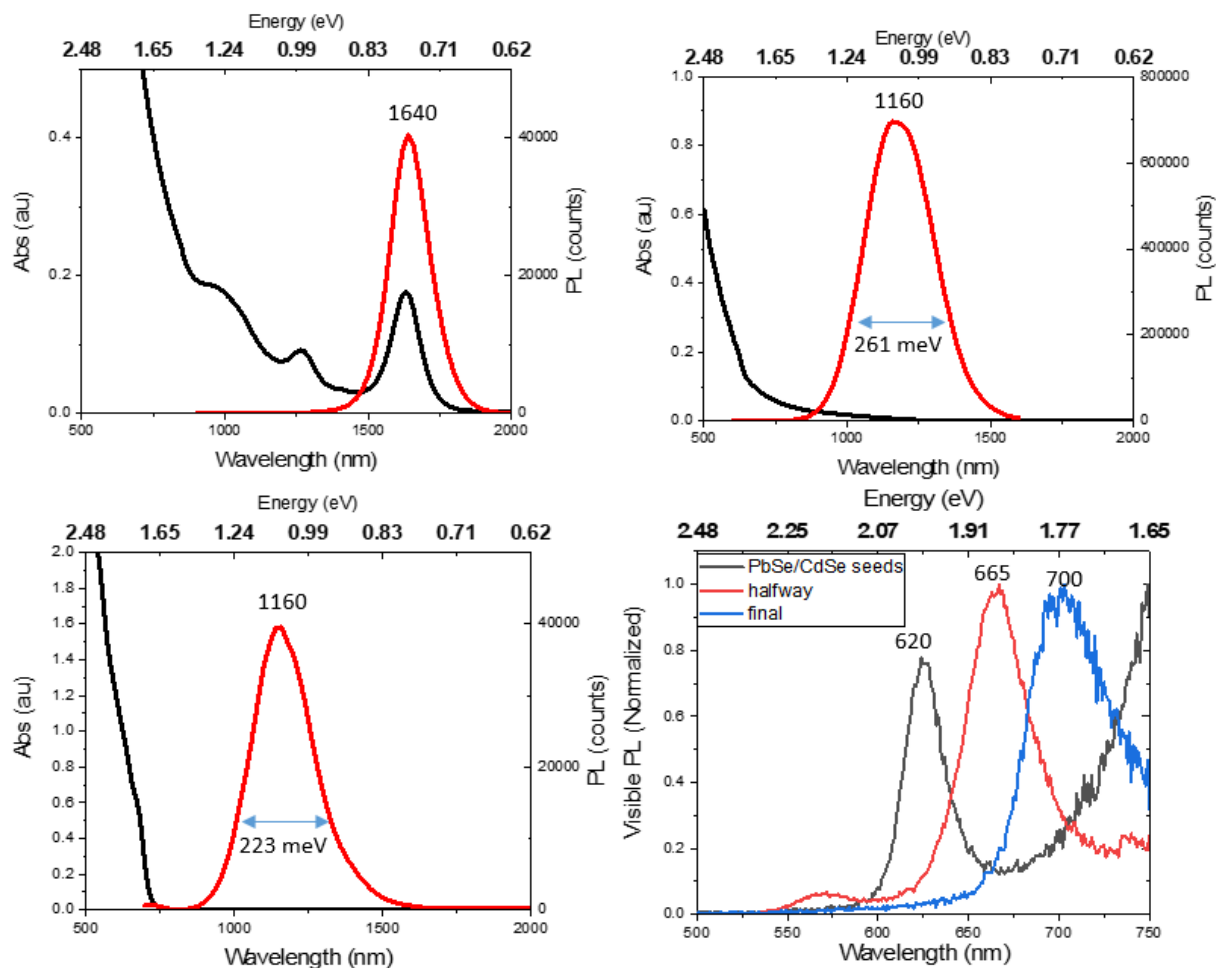 Energy (eV)
2.48 1.65 1.24 0.99 0.83 0.71 0.62
1640
0.4
0.2
0.0
40000
20000
0
Abs (au)
PL (counts)
500 1000 1500 2000
Wavelength (nm)
Energy (eV)
2.48 1.65 1.24 0.99 0.83 0.71 0.62
1160
261 meV
1.0
0.8
0.6
0.4
0.2
0.0
800000
600000
400000
200000
0
Abs (au)
PL (counts)
500 1000 1500 2000
Wavelength (nm)
Energy (eV)
2.48 1.65 1.24 0.99 0.83 0.71 0.62
1160
223 meV
2.0
1.8
1.6
1.4
1.2
1.0
0.8
0.6
0.4
0.2
0.0
40000
20000
0
Abs (au)
PL (counts)
500 1000 1500 2000
Wavelength (nm)
Energy (eV)
2.48 2.25 2.07 1.91 1.77 1.65
PbSe/CdSe seeds
halfway
final
620
665
700
1.0
0.8
0.6
0.4
0.2
0.0
Visible PL (Normalized)
500 550 600 650 700 750
Wavelength (nm)